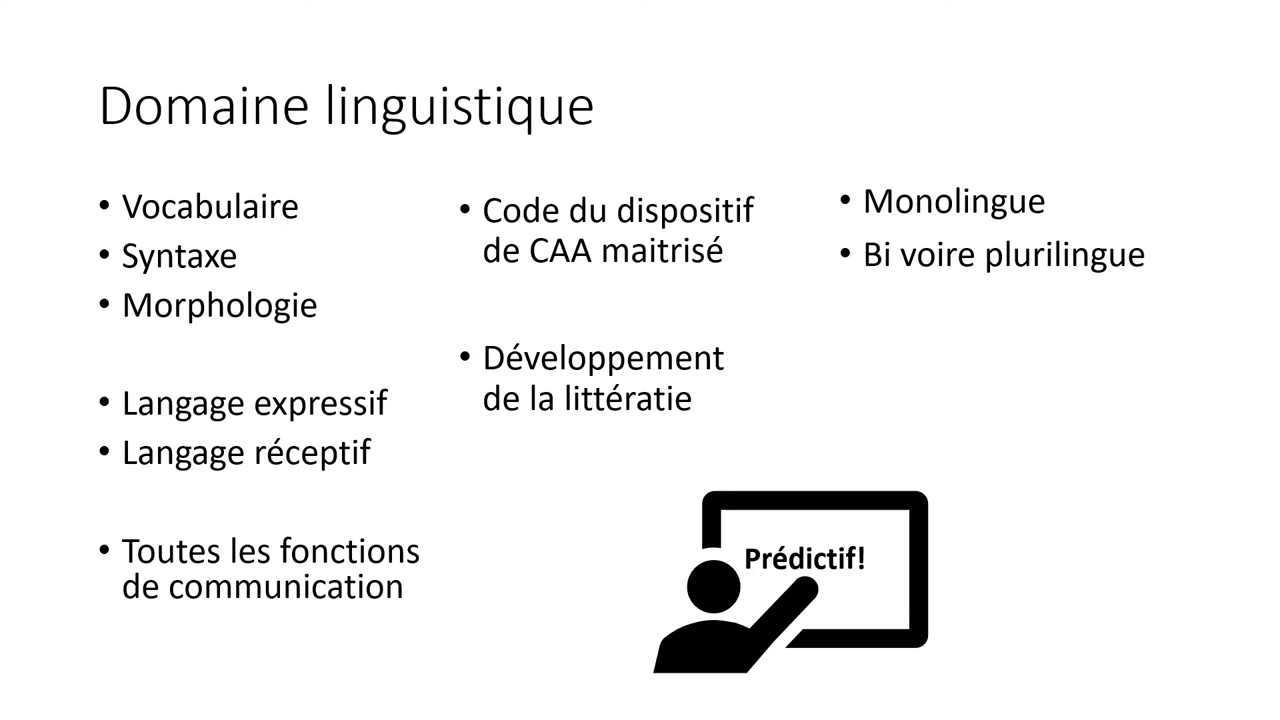 Domaine linguistique
• Vocabulaire
• Syntaxe
• Morphologie
• Langage expressif
• Langage réceptif
• Toutes les fonctions
de communication
• Code du dispositif
de CAA maitrisé
• Développement
de la littératie
• Monolingue
• Bi voire plurilingue
Prédictif!